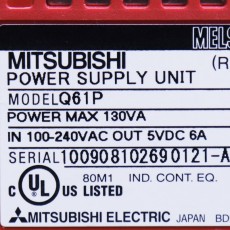 MELS
MITSUBISHI (R
POWER SUPPLY UNIT
MODEL Q61P
POWER MAX 130VA
IN 100-240VAC OUT 5VDC 6A
SERIAL 100908102690121-A
c UL US LISTED 80M1 IND. CONT. EQ.
MITSUBISHI ELECTRIC JAPAN BD